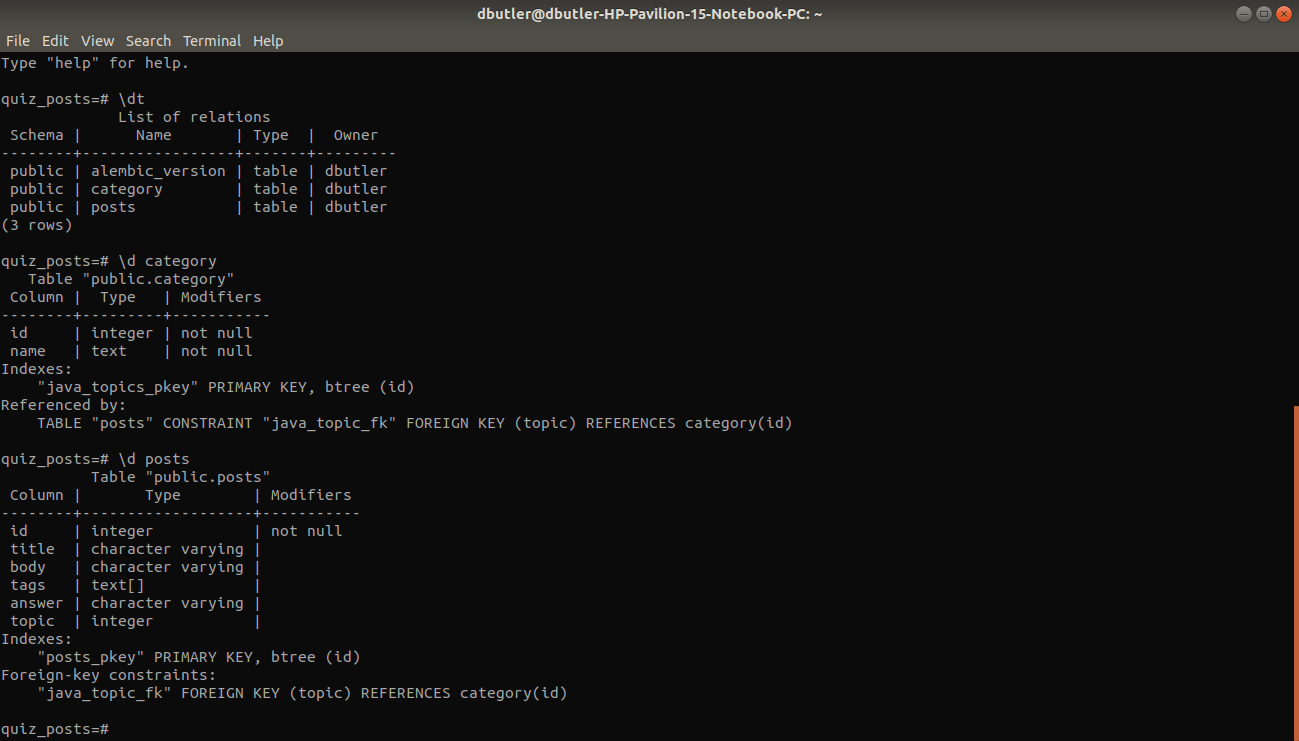 dbutler@dbutler-HP-Pavilion-15-Notebook-PC: ~
File Edit View Search Terminal Help
Type "help" for help.
quiz_posts=# \dt
List of relations
Schema | Name | Type | Owner
--------+-----------------+-------+---------
public | alembic_version | table | dbutler
public | category | table | dbutler
public | posts | table | dbutler
(3 rows)
quiz_posts=# \d category
Table "public.category"
Column | Type | Modifiers
--------+---------+-----------
id | integer | not null
name | text | not null
Indexes:
"java_topics_pkey" PRIMARY KEY, btree (id)
Referenced by:
TABLE "posts" CONSTRAINT "java_topic_fk" FOREIGN KEY (topic) REFERENCES category(id)
quiz_posts=# \d posts
Table "public.posts"
Column | Type | Modifiers
--------+-------------------+-----------
id | integer | not null
title | character varying |
body | character varying |
tags | text[] |
answer | character varying |
topic | integer |
Indexes:
"posts_pkey" PRIMARY KEY, btree (id)
Foreign-key constraints:
"java_topic_fk" FOREIGN KEY (topic) REFERENCES category(id)
quiz_posts=#